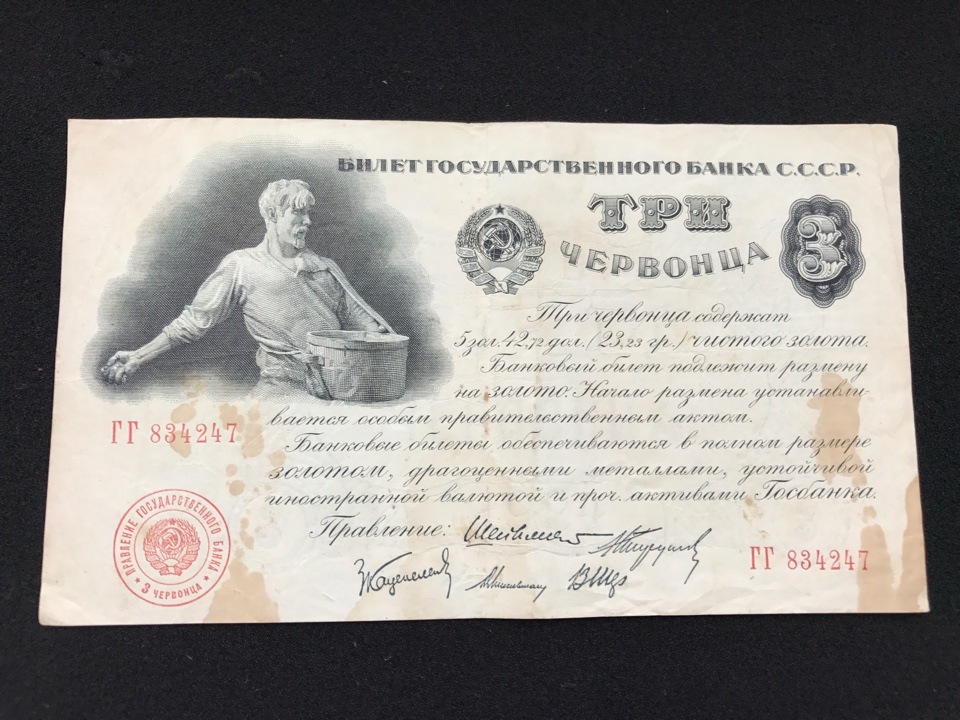 БИЛЕТ ГОСУДАРСТВЕННОГО БАНКА С.С.С.Р.
ТРИ
ЧЕРВОНЦА
3
Три червонца содержат
5 зол. 42,72 дол. /23,23 гр./ чистого золота.
Банковый билет подлежит размену
на золото. Начало размена устанавли-
вается особым правительственным актом.
Банковые билеты обеспечиваются в полном размере
золотом, драгоценными металлами, устойчивой
иностранной валютой и проч. активами Госбанка.
ГГ 834247
Правление:
ПРАВЛЕНИЕ ГОСУДАРСТВЕННОГО БАНКА
3 ЧЕРВОНЦА
ГГ 834247